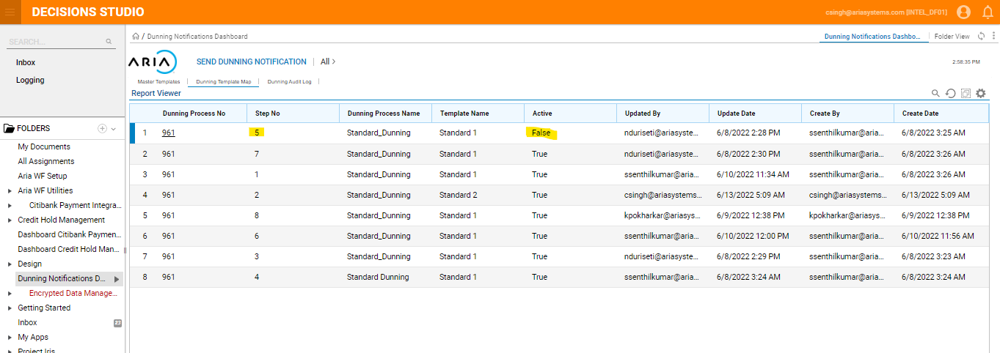 DECISIONS STUDIO
csingh@ariasystems.com [INTEL_DF01]
SEARCH...
Inbox
Logging
FOLDERS
My Documents
All Assignments
Aria WF Setup
Aria WF Utilities
Citibank Payment Integra...
Credit Hold Management
Dashboard Citibank Paymen...
Dashboard Credit Hold Man...
Design
Dunning Notifications D...
Encrypted Data Manage...
Getting Started
Inbox 23
My Apps
Project Iris
/ Dunning Notifications Dashboard
Dunning Notifications Dashbo... Folder View
ARIA SEND DUNNING NOTIFICATION All >
2:58:35 PM
Master Templates Dunning Template Map Dunning Audit Log
Report Viewer
Dunning Process No Step No Dunning Process Name Template Name Active Updated By Update Date Create By Create Date
1 961 5 Standard_Dunning Standard 1 False nduriseti@ariasyste... 6/8/2022 2:28 PM ssenthilkumar@aria... 6/8/2022 3:25 AM
2 961 7 Standard_Dunning Standard 1 True nduriseti@ariasyste... 6/8/2022 2:30 PM ssenthilkumar@aria... 6/8/2022 3:26 AM
3 961 1 Standard_Dunning Standard 1 True ssenthilkumar@aria... 6/10/2022 11:34 AM ssenthilkumar@aria... 6/8/2022 3:26 AM
4 961 2 Standard_Dunning Template 2 True csingh@ariasystems... 6/13/2022 5:09 AM csingh@ariasystems... 6/13/2022 5:09 AM
5 961 8 Standard_Dunning Standard 1 True kpokharkar@ariasys... 6/9/2022 12:38 PM kpokharkar@ariasys... 6/9/2022 12:38 PM
6 961 6 Standard_Dunning Standard 1 True ssenthilkumar@aria... 6/10/2022 12:00 PM ssenthilkumar@aria... 6/10/2022 11:56 AM
7 961 3 Standard_Dunning Standard 1 True nduriseti@ariasyste... 6/8/2022 2:29 PM ssenthilkumar@aria... 6/8/2022 3:23 AM
8 961 4 Standard Dunning Standard 1 True ssenthilkumar@aria... 6/8/2022 3:24 AM ssenthilkumar@aria... 6/8/2022 3:24 AM